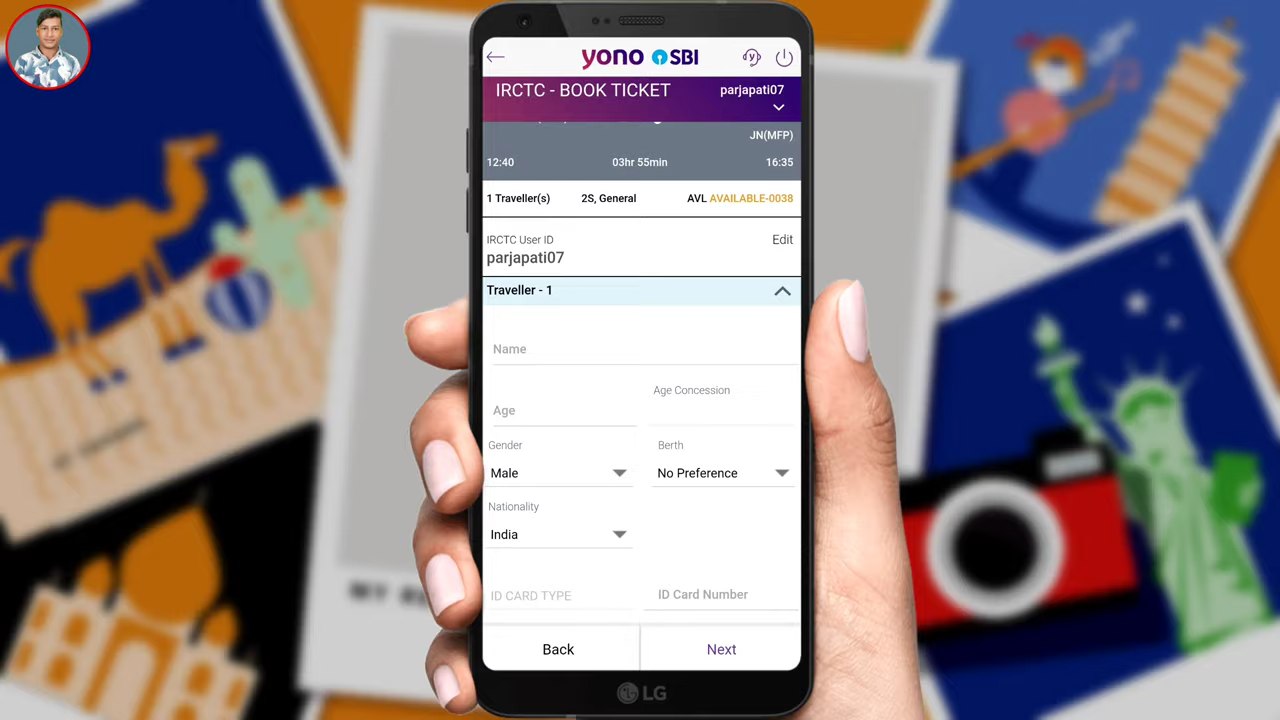 yono SBI
IRCTC - BOOK TICKET
parjapati07
JN(MFP)
12:40
03hr 55min
16:35
1 Traveller(s)
2S, General
AVL AVAILABLE-0038
IRCTC User ID
Edit
parjapati07
Traveller - 1
Name
Age Concession
Age
Gender
Berth
Male
No Preference
Nationality
India
ID CARD TYPE
ID Card Number
Back
Next
LG